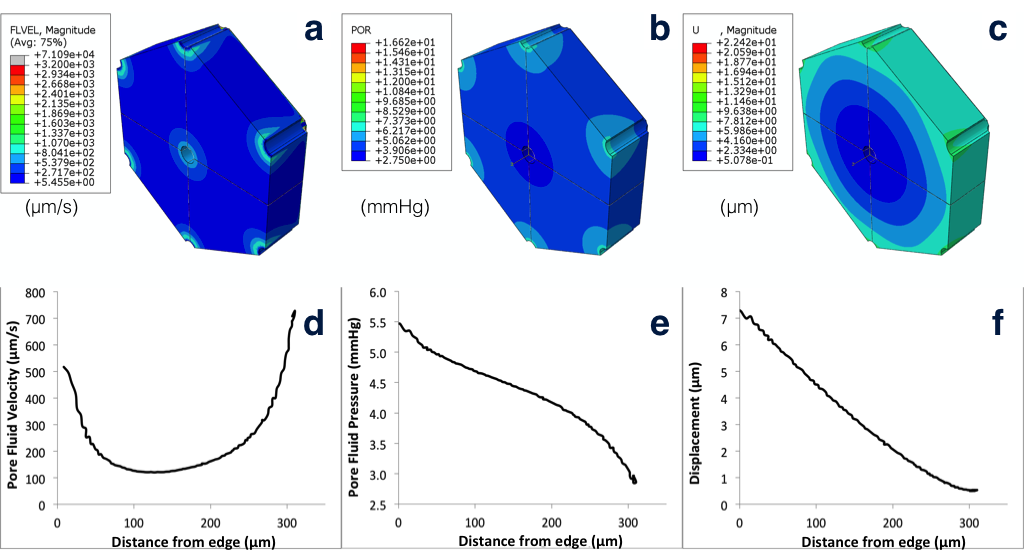 FLVEL, Magnitude
(Avg: 75%)
+7.109e+04
+3.200e+03
+2.934e+03
+2.668e+03
+2.401e+03
+2.135e+03
+1.869e+03
+1.603e+03
+1.337e+03
+1.070e+03
+8.041e+02
+5.379e+02
+2.717e+02
+5.455e+00
(µm/s)
a
POR
+1.662e+01
+1.546e+01
+1.431e+01
+1.315e+01
+1.200e+01
+1.084e+01
+9.685e+00
+8.529e+00
+7.373e+00
+6.217e+00
+5.062e+00
+3.906e+00
+2.750e+00
(mmHg)
b
U , Magnitude
+2.242e+01
+2.059e+01
+1.877e+01
+1.694e+01
+1.512e+01
+1.329e+01
+1.146e+01
+9.638e+00
+7.812e+00
+5.986e+00
+4.160e+00
+2.334e+00
+5.078e-01
(µm)
c
d
Pore Fluid Velocity (µm/s)
800
700
600
500
400
300
200
100
0
0 100 200 300
Distance from edge (µm)
e
Pore Fluid Pressure (mmHg)
6.0
5.5
5.0
4.5
4.0
3.5
3.0
2.5
0 100 200 300
Distance from edge (µm)
f
Displacement (µm)
8
7
6
5
4
3
2
1
0
0 100 200 300
Distance from edge (µm)